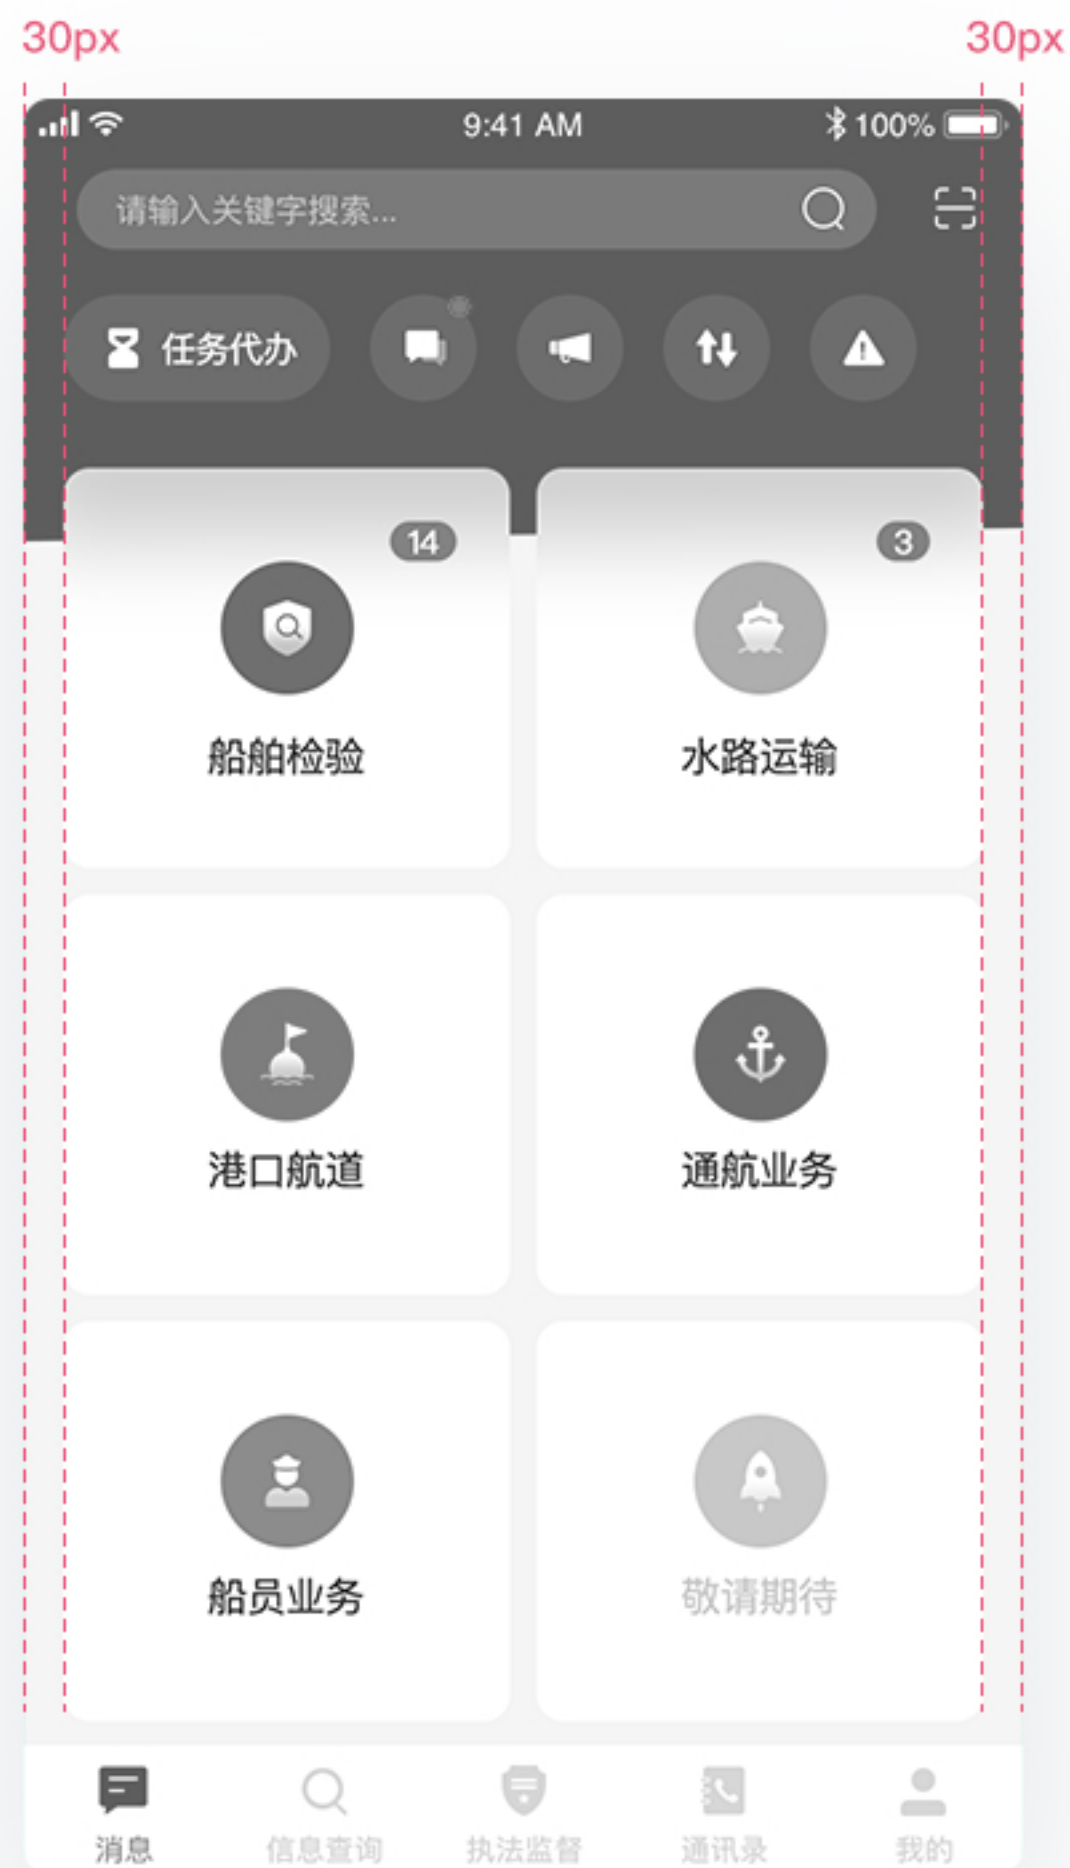 30px 30px
9:41 AM 100%
请输入关键字搜索...
任务代办
14 3
船舶检验 水路运输
港口航道 通航业务
船员业务 敬请期待
消息 信息查询 执法监督 通讯录 我的